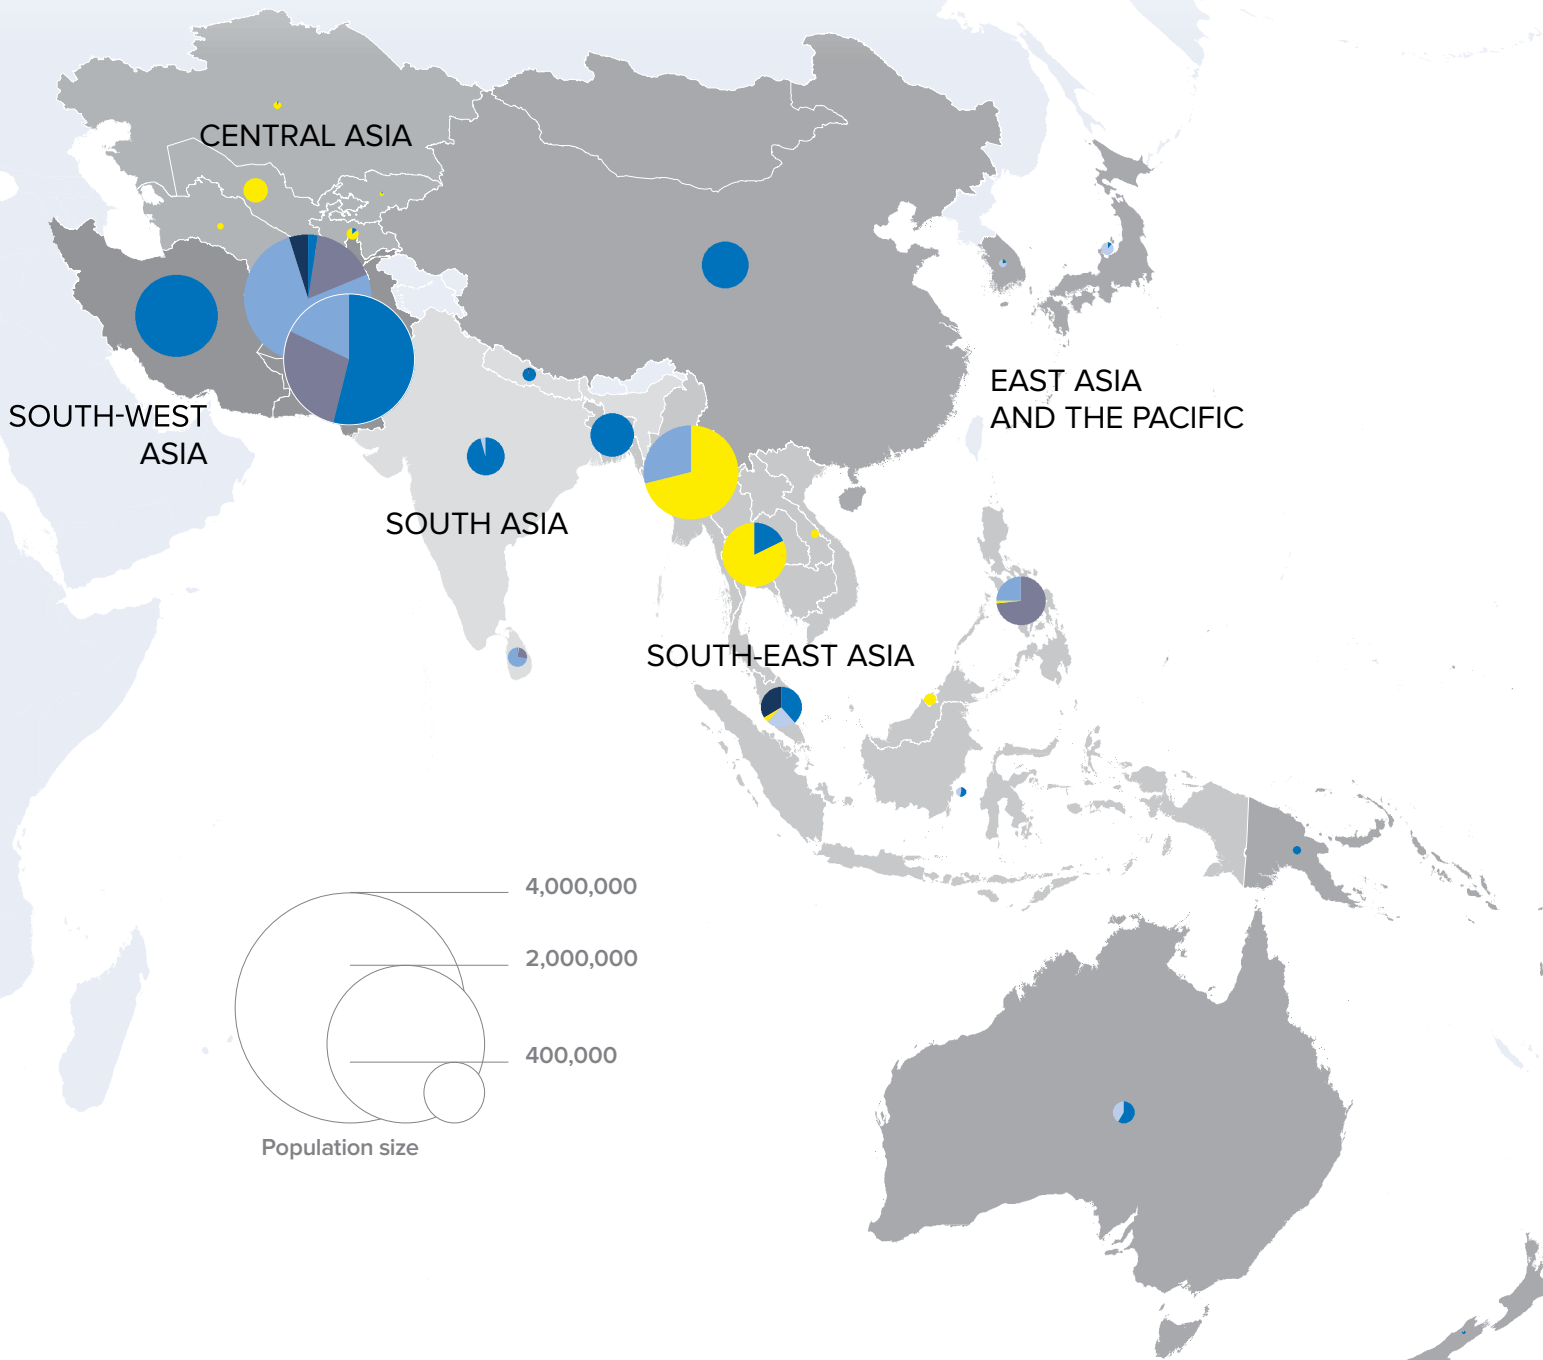 CENTRAL ASIA
SOUTH-WEST
ASIA
EAST ASIA
AND THE PACIFIC
SOUTH ASIA
SOUTH-EAST ASIA
4,000,000
2,000,000
400,000
Population size